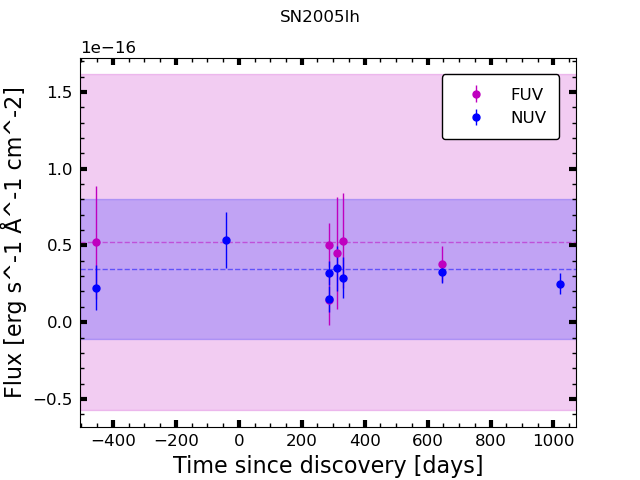 SN2005lh
1e−16
FUV
NUV
1.5
1.0
0.5
0.0
−0.5
−400 −200 0 200 400 600 800 1000
Flux [erg s^-1 Å^-1 cm^-2]
Time since discovery [days]